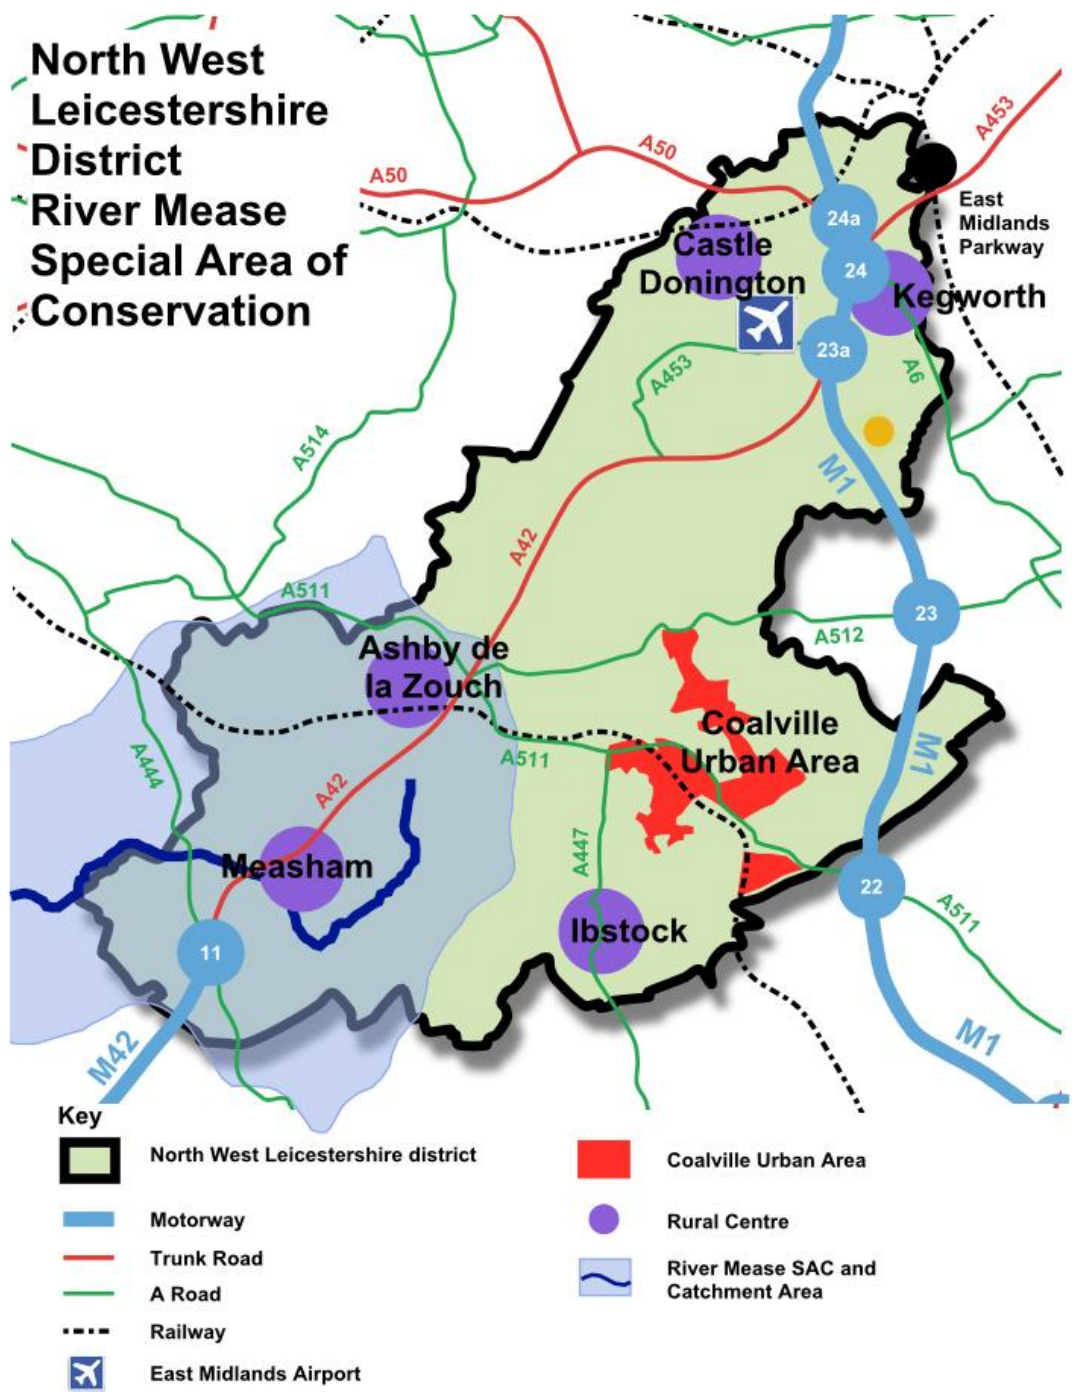 North West
Leicestershire
District
River Mease
Special Area of
Conservation
A50
A50
A453
24a
East
Midlands
Parkway
Castle
Donington
24
Kegworth
23a
A453
A6
A514
M1
A42
A511
23
A512
Ashby de
la Zouch
Coalville
Urban Area
A511
M1
A444
A42
A447
Measham
22
A511
Ibstock
11
M42
M1
Key
North West Leicestershire district
Motorway
Trunk Road
A Road
Railway
East Midlands Airport
Coalville Urban Area
Rural Centre
River Mease SAC and
Catchment Area